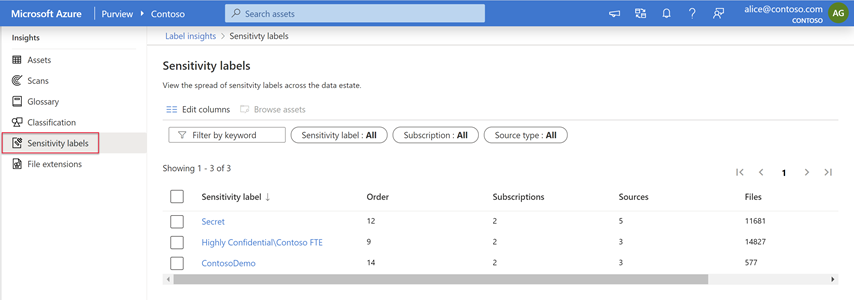 Microsoft Azure Purview Contoso Search assets alice@contoso.com
CONTOSO AG
Insights
Label insights Sensitivity labels
Assets
Scans
Glossary
Classification
Sensitivity labels
File extensions
Sensitivity labels
View the spread of sensitvity labels across the data estate.
Edit columns Browse assets
Filter by keyword Sensitivity label : All Subscription : All Source type : All
Showing 1 - 3 of 3 1
Sensitivity label ↓ Order Subscriptions Sources Files
Secret 12 2 5 11681
Highly Confidential\Contoso FTE 9 2 3 14827
ContosoDemo 14 2 3 577